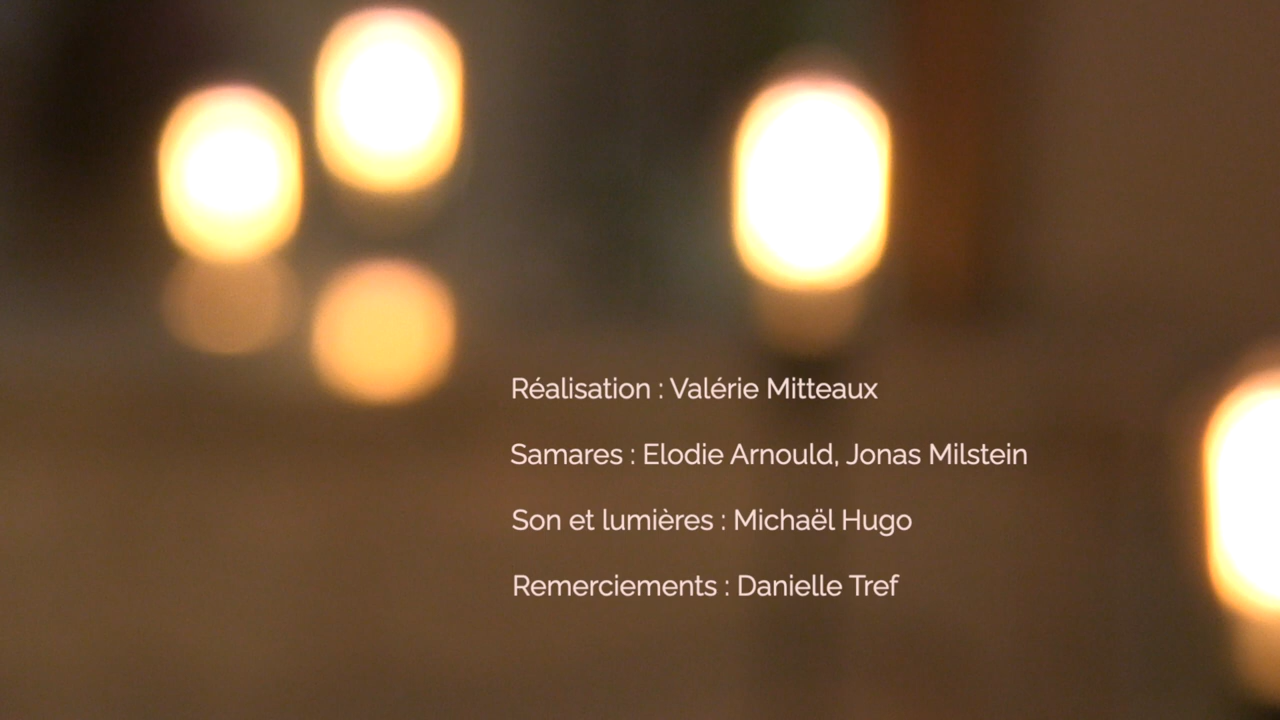 Réalisation : Valérie Mitteaux
Samares : Elodie Arnould, Jonas Milstein
Son et lumières : Michaël Hugo
Remerciements : Danielle Tref